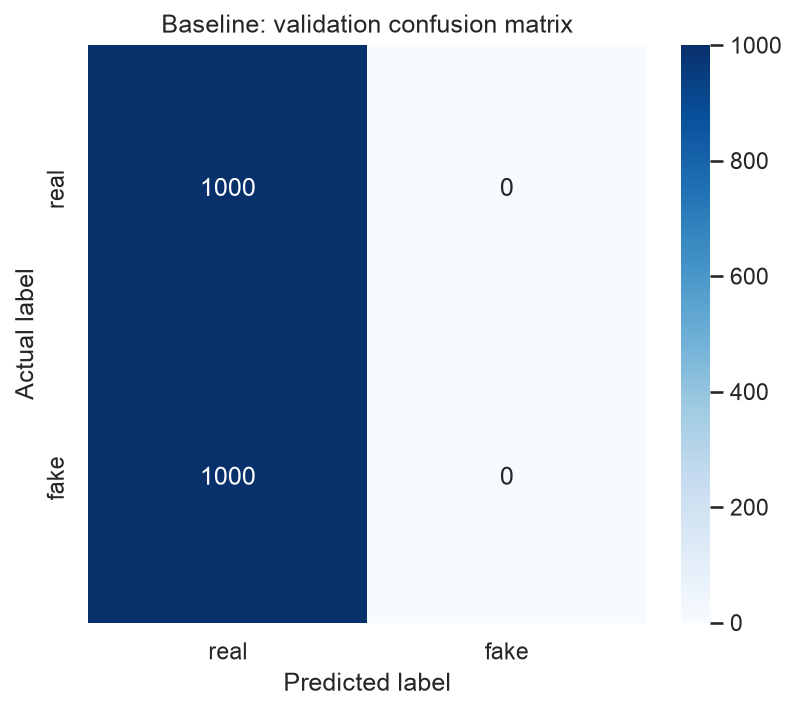 Baseline: validation confusion matrix
1000
800
600
400
200
0
Actual label
real
fake
1000 0
1000 0
real fake
Predicted label